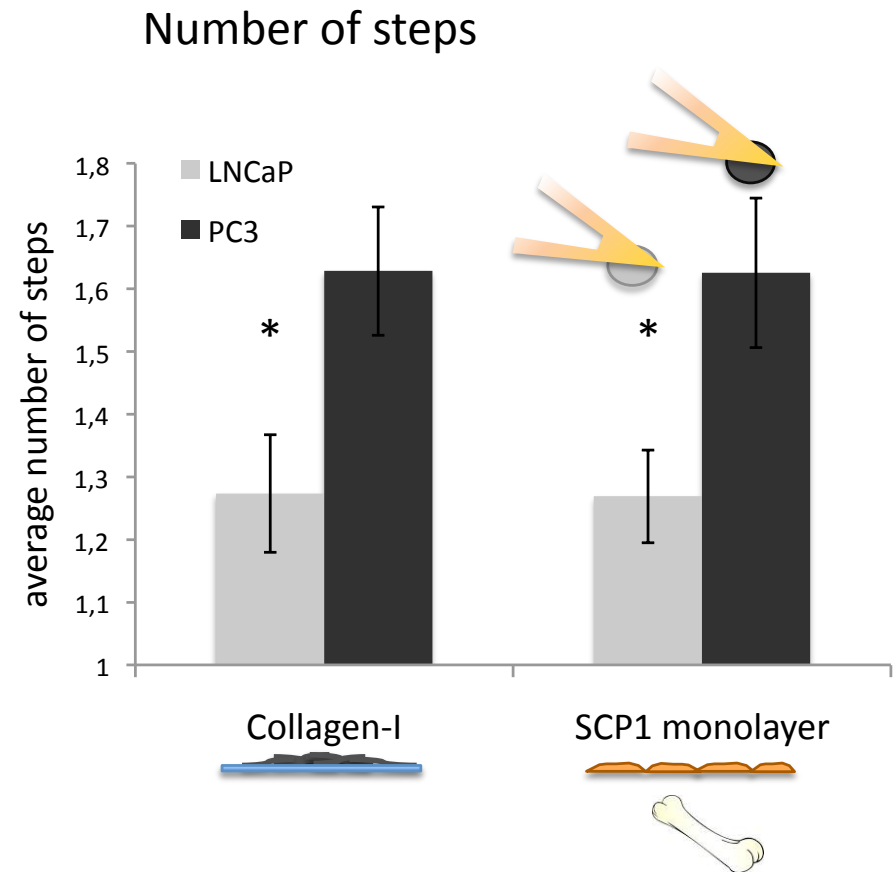 Number of steps
average number of steps
1,8
1,7
1,6
1,5
1,4
1,3
1,2
1,1
1
LNCaP
PC3
*
*
Collagen-I
SCP1 monolayer